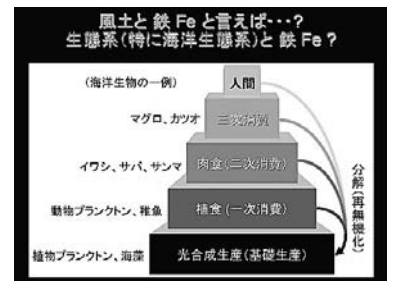 風土と鉄Feと言えば・・・?
生態系(特に海洋生態系)と鉄Fe?
(海洋生物の一例)
人間
マグロ、カツオ
三次消費
イワシ、サバ、サンマ
肉食(二次消費)
動物プランクトン、稚魚
植食(一次消費)
植物プランクトン、海藻
光合成生産(基礎生産)
分解(再無機化)